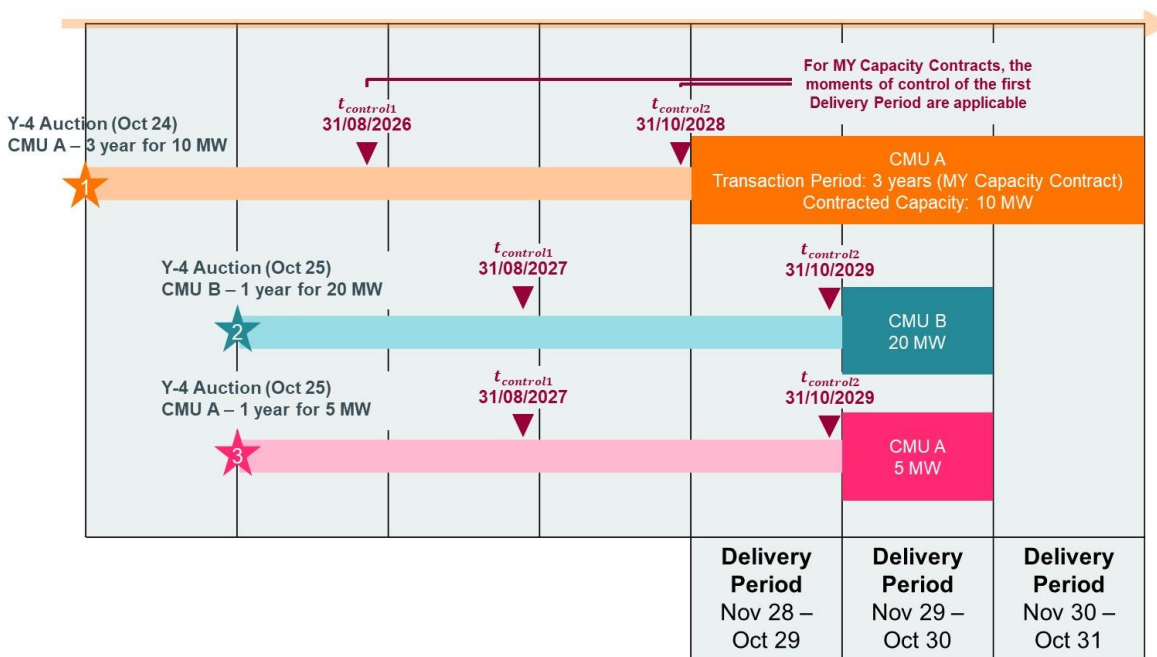 For MY Capacity Contracts, the
moments of control of the first
Delivery Period are applicable
t_control1
31/08/2026
t_control2
31/10/2028
Y-4 Auction (Oct 24)
CMU A – 3 year for 10 MW
1
CMU A
Transaction Period: 3 years (MY Capacity Contract)
Contracted Capacity: 10 MW
Y-4 Auction (Oct 25)
CMU B – 1 year for 20 MW
t_control1
31/08/2027
t_control2
31/10/2029
2
CMU B
20 MW
Y-4 Auction (Oct 25)
CMU A – 1 year for 5 MW
t_control1
31/08/2027
t_control2
31/10/2029
3
CMU A
5 MW
Delivery
Period
Nov 28 –
Oct 29
Delivery
Period
Nov 29 –
Oct 30
Delivery
Period
Nov 30 –
Oct 31